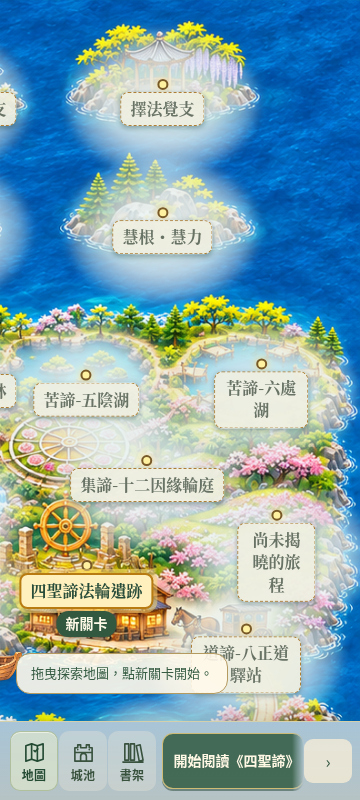 支
擇法覺支
慧根・慧力
林
苦諦-五陰湖
苦諦-六處
湖
集諦-十二因緣輪庭
尚未揭
曉的旅
程
四聖諦法輪遺跡
新關卡
道諦-八正道
驛站
拖曳探索地圖，點新關卡開始。
地圖
城池
書架
開始閱讀《四聖諦》
›